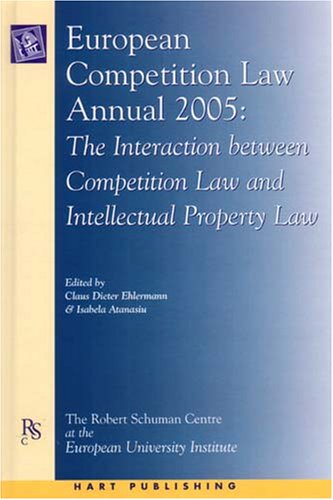 European
Competition Law
Annual 2005:
The Interaction between
Competition Law and
Intellectual Property Law
Edited by
Claus Dieter Ehlermann
& Isabela Atanasiu
RS
C
The Robert Schuman Centre
at the
European University Institute
HART PUBLISHING